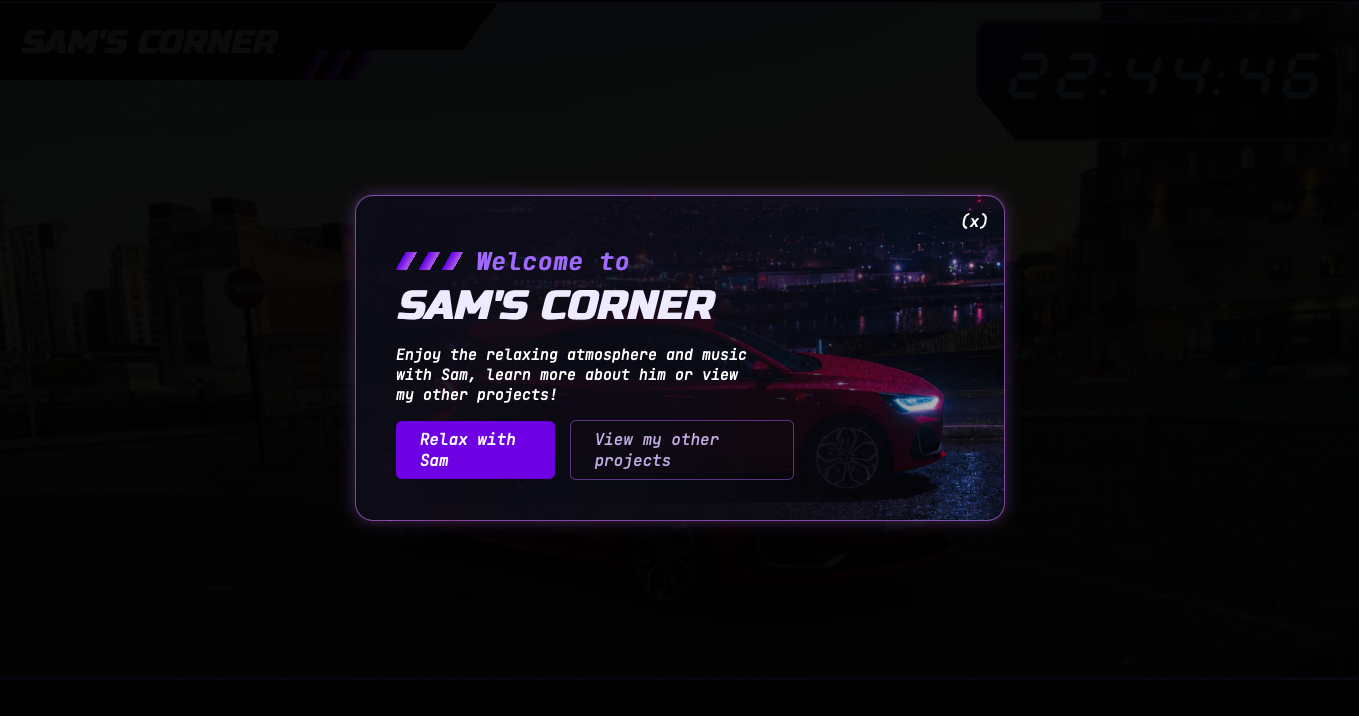 SAM'S CORNER
22:44:46
(x)
Welcome to
SAM'S CORNER
Enjoy the relaxing atmosphere and music
with Sam, learn more about him or view
my other projects!
Relax with
Sam
View my other
projects